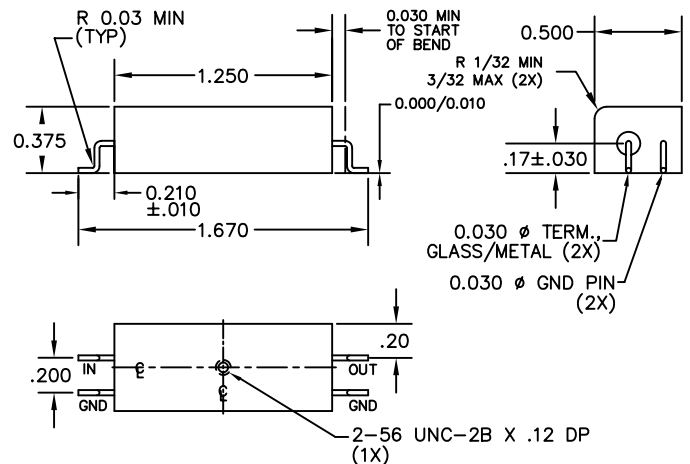 R 0.03 MIN
(TYP)
0.030 MIN
TO START
OF BEND
0.500
1.250
R 1/32 MIN
3/32 MAX (2X)
0.000/0.010
0.375
.17±.030
0.210
±.010
1.670
0.030 ø TERM.,
GLASS/METAL (2X)
0.030 ø GND PIN
(2X)
.20
IN
OUT
.200
CL
CL
GND
GND
2-56 UNC-2B X .12 DP
(1X)